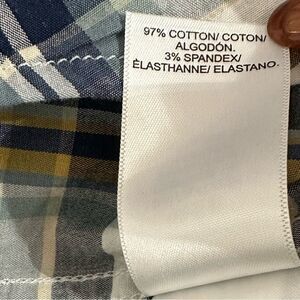 97% COTTON/ COTON/
ALGODÓN.
3% SPANDEX/
ÉLASTHANNE/ ELASTANO.